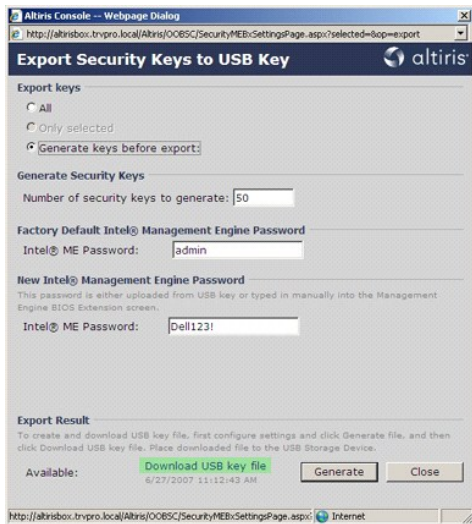 Altiris Console -- Webpage Dialog
http://altirisbox.trvpro.local/Altiris/OOBSC/SecurityMEBxSettingsPage.aspx?selected=&op=export
Export Security Keys to USB Key
altiris
Export keys
All
Only selected
Generate keys before export:
Generate Security Keys
Number of security keys to generate: 50
Factory Default Intel® Management Engine Password
Intel® ME Password: admin
New Intel® Management Engine Password
This password is either uploaded from USB key or typed in manually into the Management
Engine BIOS Extension screen.
Intel® ME Password: Dell123!
Export Result
To create and download USB key file, first configure settings and click Generate file, and then
click Download USB key file. Place downloaded file to the USB Storage Device.
Available: Download USB key file Generate Close
6/27/2007 11:12:43 AM
http://altirisbox.trvpro.local/Altiris/OOBSC/SecurityMEBxSettingsPage.aspx? Internet